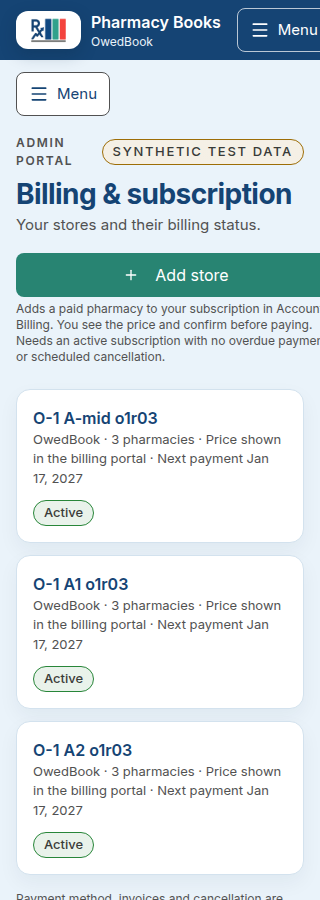 Rx
Pharmacy Books
OwedBook
Menu
Menu
ADMIN
PORTAL
SYNTHETIC TEST DATA
Billing & subscription
Your stores and their billing status.
+ Add store
Adds a paid pharmacy to your subscription in Accoun
Billing. You see the price and confirm before paying.
Needs an active subscription with no overdue paymen
or scheduled cancellation.
O-1 A-mid o1r03
OwedBook · 3 pharmacies · Price shown
in the billing portal · Next payment Jan
17, 2027
Active
O-1 A1 o1r03
OwedBook · 3 pharmacies · Price shown
in the billing portal · Next payment Jan
17, 2027
Active
O-1 A2 o1r03
OwedBook · 3 pharmacies · Price shown
in the billing portal · Next payment Jan
17, 2027
Active
Payment method, invoices and cancellation are